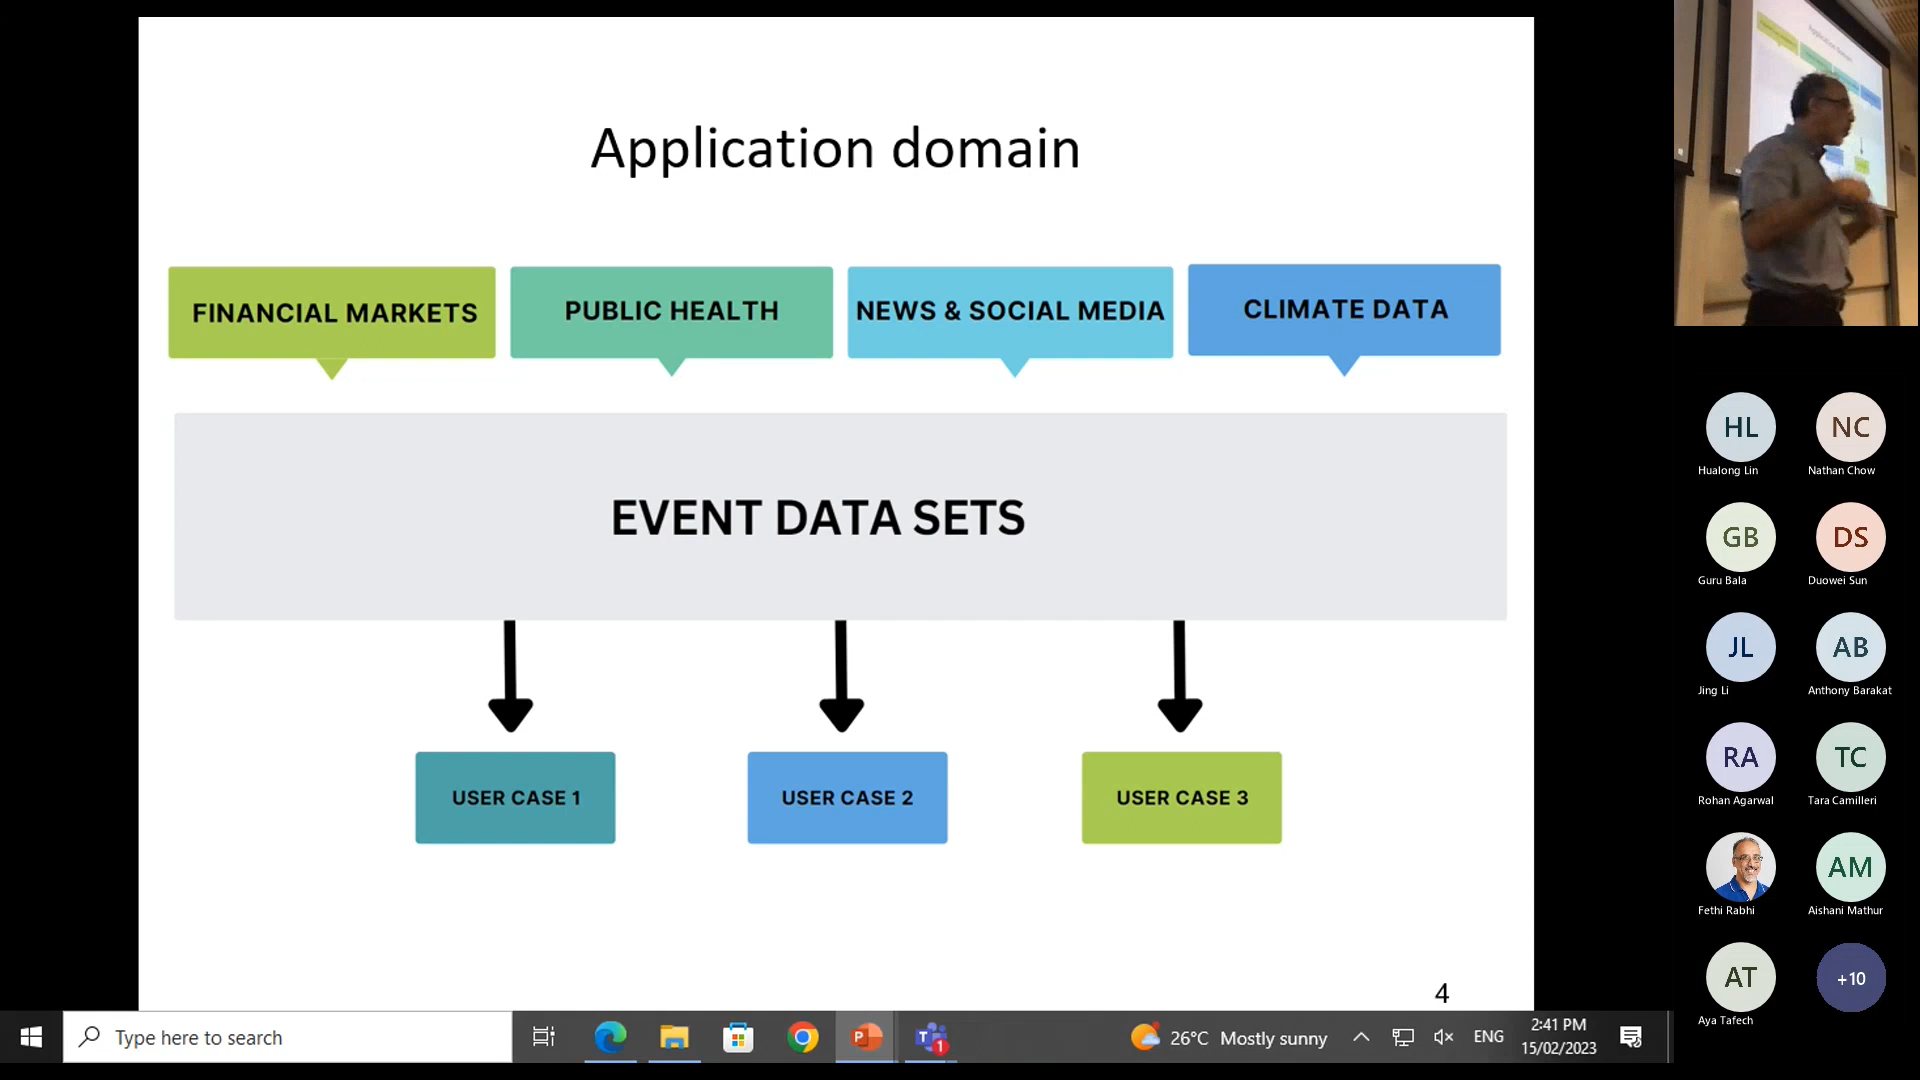 Application domain
FINANCIAL MARKETS
PUBLIC HEALTH
NEWS & SOCIAL MEDIA
CLIMATE DATA
EVENT DATA SETS
USER CASE 1
USER CASE 2
USER CASE 3
4
HL
NC
Hualong Lin
Nathan Chow
GB
DS
Guru Bala
Duowei Sun
JL
AB
Jing Li
Anthony Barakat
RA
TC
Rohan Agarwal
Tara Camilleri
AM
Fethi Rabhi
Aishani Mathur
AT
+10
Aya Tafech
Type here to search
1
26°C Mostly sunny
ENG
2:41 PM
15/02/2023